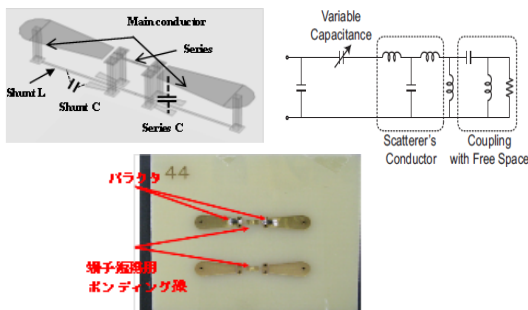 Main conductor
Series
Shunt L
Shunt C
Series C
Variable
Capacitance
Scatterer's
Conductor
Coupling
with Free Space
44
バラクタ
端子短絡用
ボンディング線